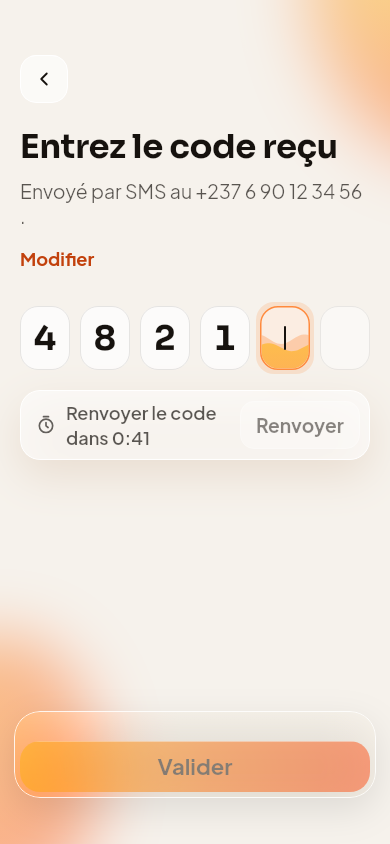 Entrez le code reçu
Envoyé par SMS au +237 6 90 12 34 56
.
Modifier
4 8 2 1
Renvoyer le code
dans 0:41
Renvoyer
Valider